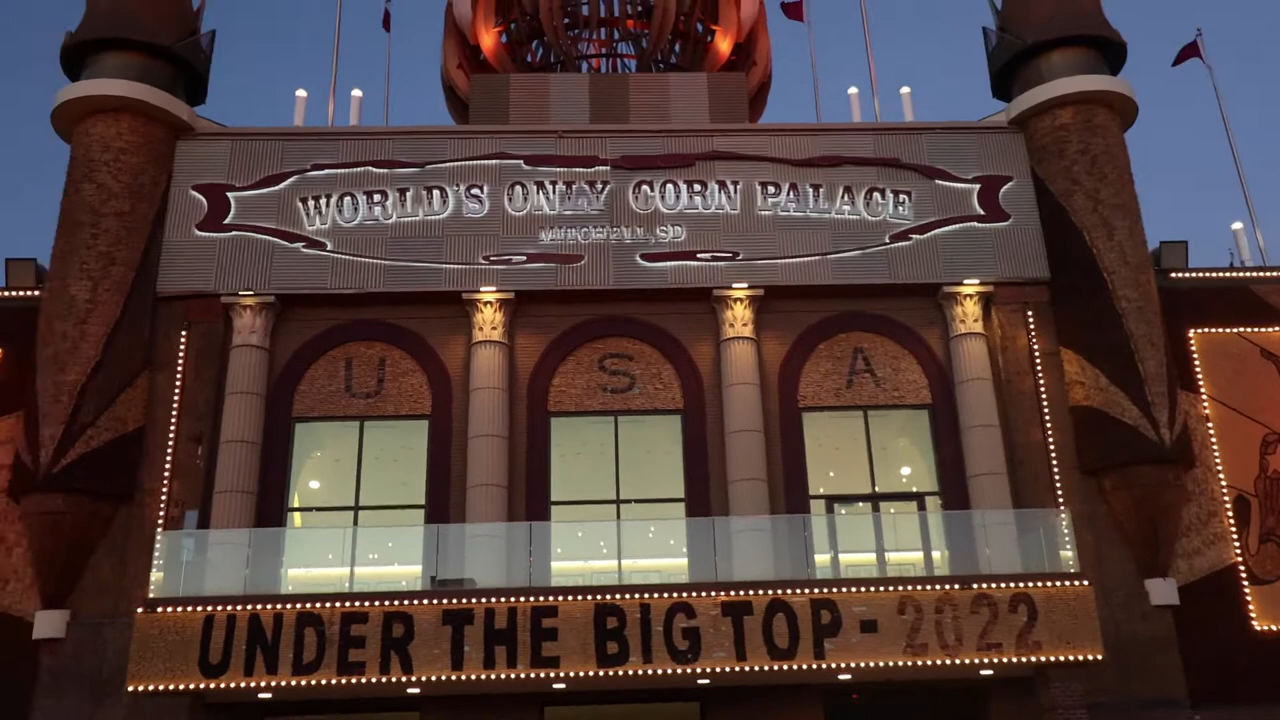 WORLD'S ONLY CORN PALACE
MITCHELL, SD
U S A
UNDER THE BIG TOP - 2022